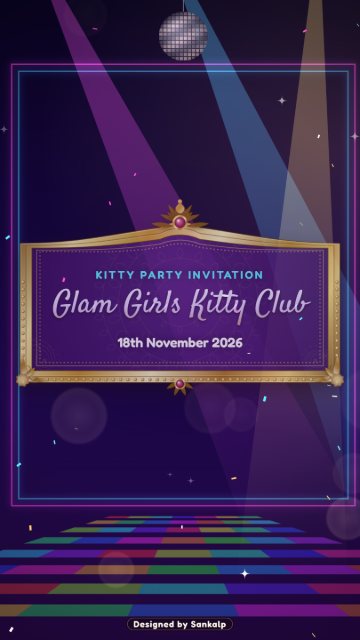 KITTY PARTY INVITATION
Glam Girls Kitty Club
18th November 2026
Designed by Sankalp